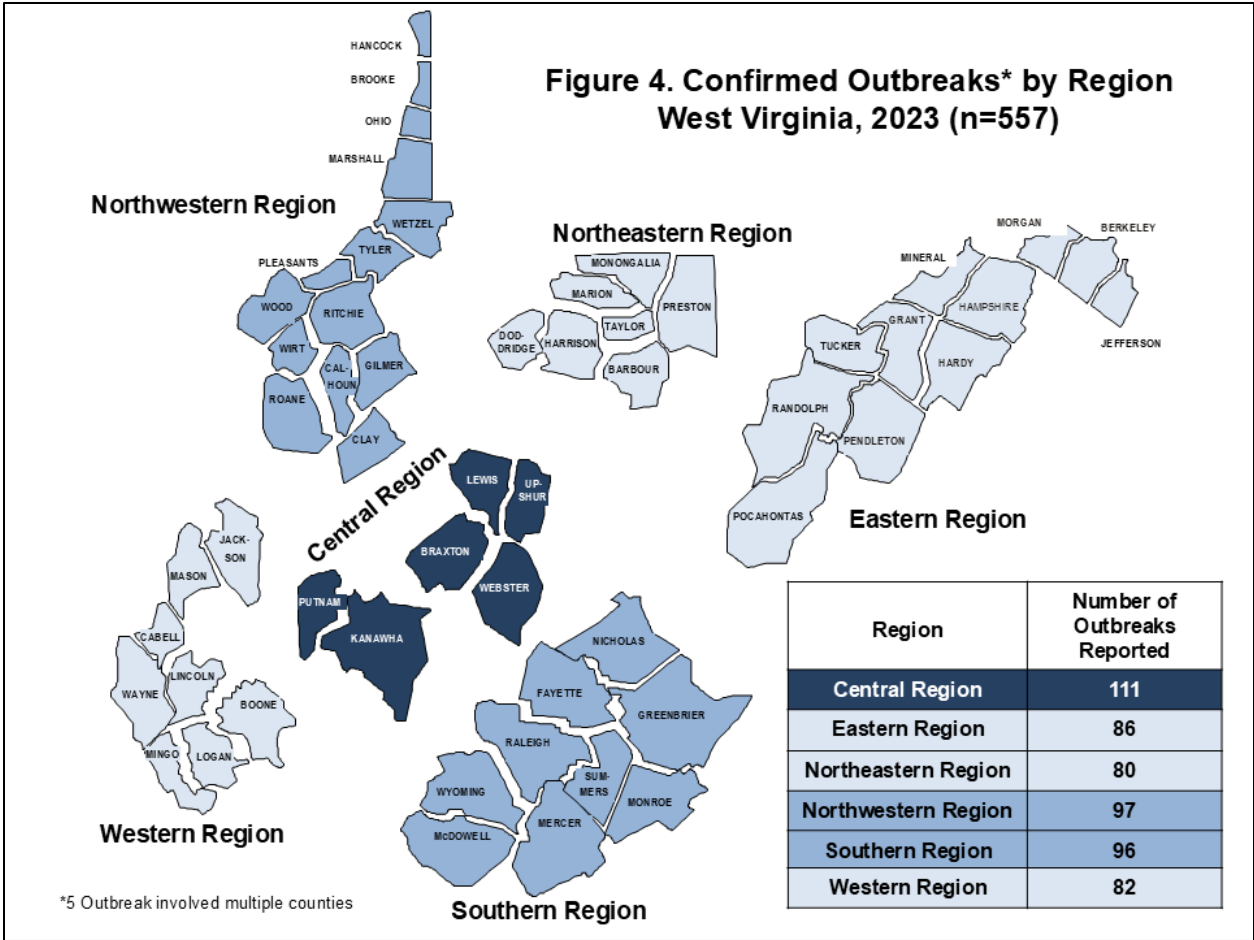 Figure 4. Confirmed Outbreaks* by Region
West Virginia, 2023 (n=557)
HANCOCK
BROOKE
OHIO
MARSHALL
Northwestern Region
WETZEL
TYLER
PLEASANTS
WOOD
RITCHIE
WIRT
CAL-
HOUN
GILMER
ROANE
CLAY
Northeastern Region
MONONGALIA
MARION
PRESTON
TAYLOR
DOD-
DRIDGE
HARRISON
BARBOUR
MORGAN
BERKELEY
MINERAL
HAMPSHIRE
GRANT
JEFFERSON
TUCKER
HARDY
RANDOLPH
PENDLETON
POCAHONTAS
Eastern Region
Central Region
LEWIS
UP-
SHUR
BRAXTON
WEBSTER
PUTNAM
KANAWHA
JACK-
SON
MASON
CABELL
LINCOLN
WAYNE
BOONE
MINGO
LOGAN
Western Region
NICHOLAS
FAYETTE
GREENBRIER
RALEIGH
SUM-
MERS
WYOMING
MONROE
MERCER
McDOWELL
Southern Region
Region
Number of
Outbreaks
Reported
Central Region 111
Eastern Region 86
Northeastern Region 80
Northwestern Region 97
Southern Region 96
Western Region 82
*5 Outbreak involved multiple counties